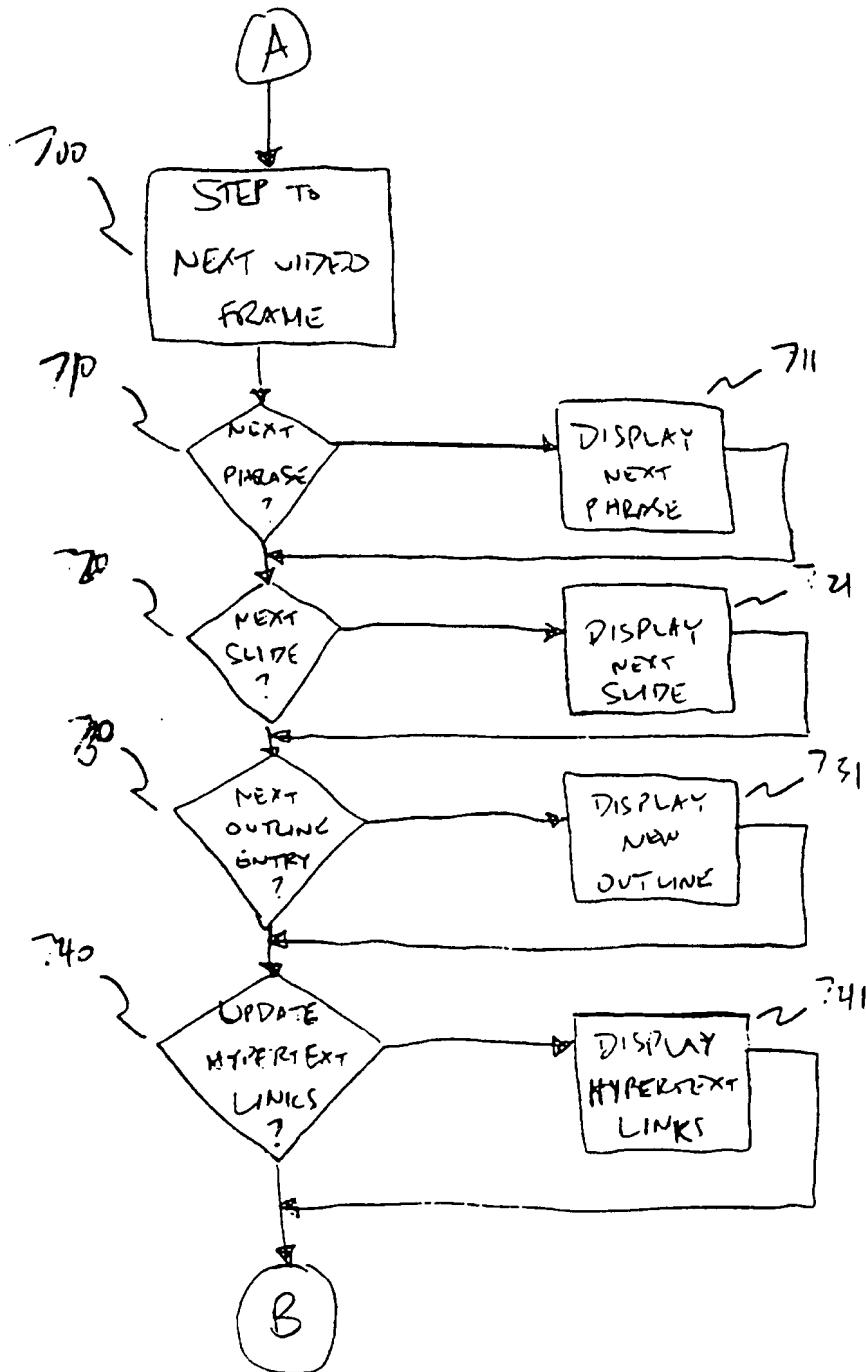 A
700
STEP TO
NEXT VIDEO
FRAME
710
NEXT
PHRASE
?
711
DISPLAY
NEXT
PHRASE
720
NEXT
SLIDE
?
721
DISPLAY
NEXT
SLIDE
730
NEXT
OUTLINE
ENTRY
?
731
DISPLAY
NEW
OUTLINE
740
UPDATE
HYPERTEXT
LINKS
?
741
DISPLAY
HYPERTEXT
LINKS
B